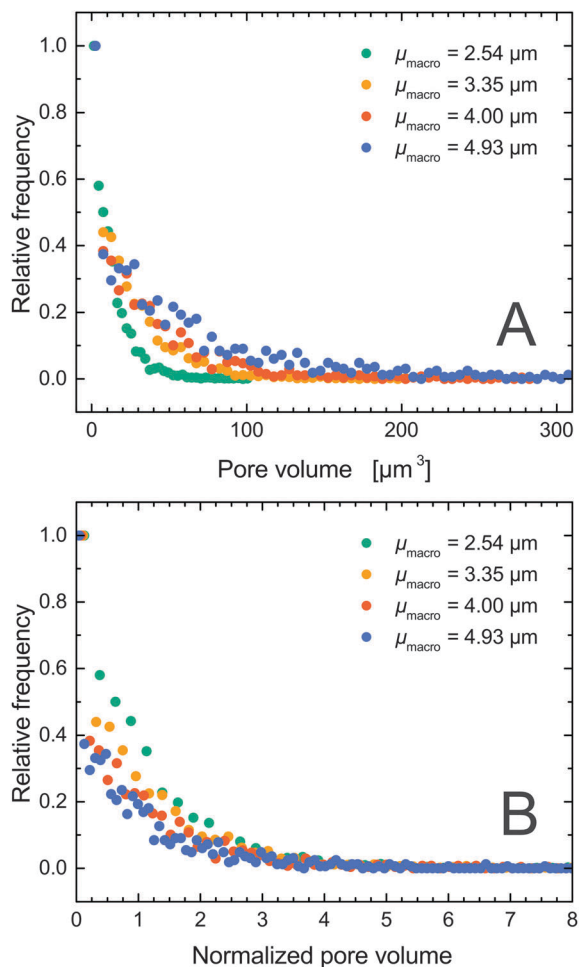 1.0
0.8
0.6
0.4
0.2
0.0
Relative frequency
μmacro = 2.54 μm
μmacro = 3.35 μm
μmacro = 4.00 μm
μmacro = 4.93 μm
A
0 100 200 300
Pore volume [μm³]
1.0
0.8
0.6
0.4
0.2
0.0
Relative frequency
μmacro = 2.54 μm
μmacro = 3.35 μm
μmacro = 4.00 μm
μmacro = 4.93 μm
B
0 1 2 3 4 5 6 7 8
Normalized pore volume